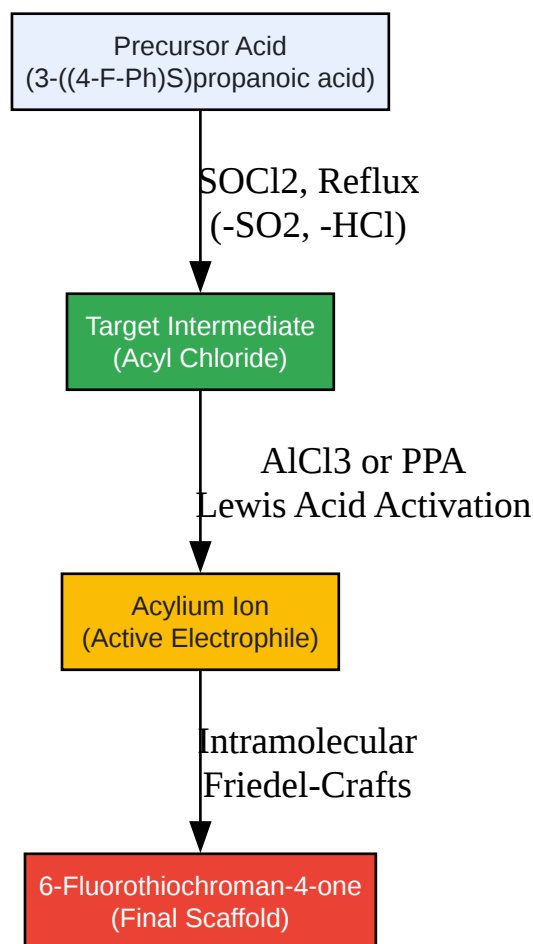 Precursor Acid
(3-((4-F-Ph)S)propanoic acid)
SOCl2, Reflux
(-SO2, -HCl)
Target Intermediate
(Acyl Chloride)
AlCl3 or PPA
Lewis Acid Activation
Acylium Ion
(Active Electrophile)
Intramolecular
Friedel-Crafts
6-Fluorothiochroman-4-one
(Final Scaffold)